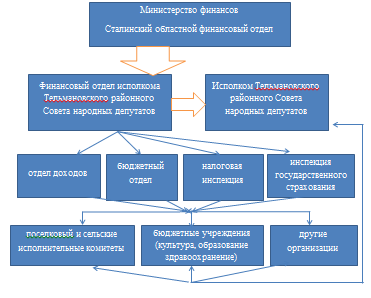 Министерство финансов
Сталинский областной финансовый отдел
Финансовый отдел исполкома
Тельмановского районного
Совета народных депутатов
Исполком Тельмановского
районного Совета
народных депутатов
отдел доходов
бюджетный
отдел
налоговая
инспекция
инспекция
государственного
страхования
поселковый и сельские
исполнительные комитеты
бюджетные учреждения
(культура, образование
здравоохранение)
другие
организации